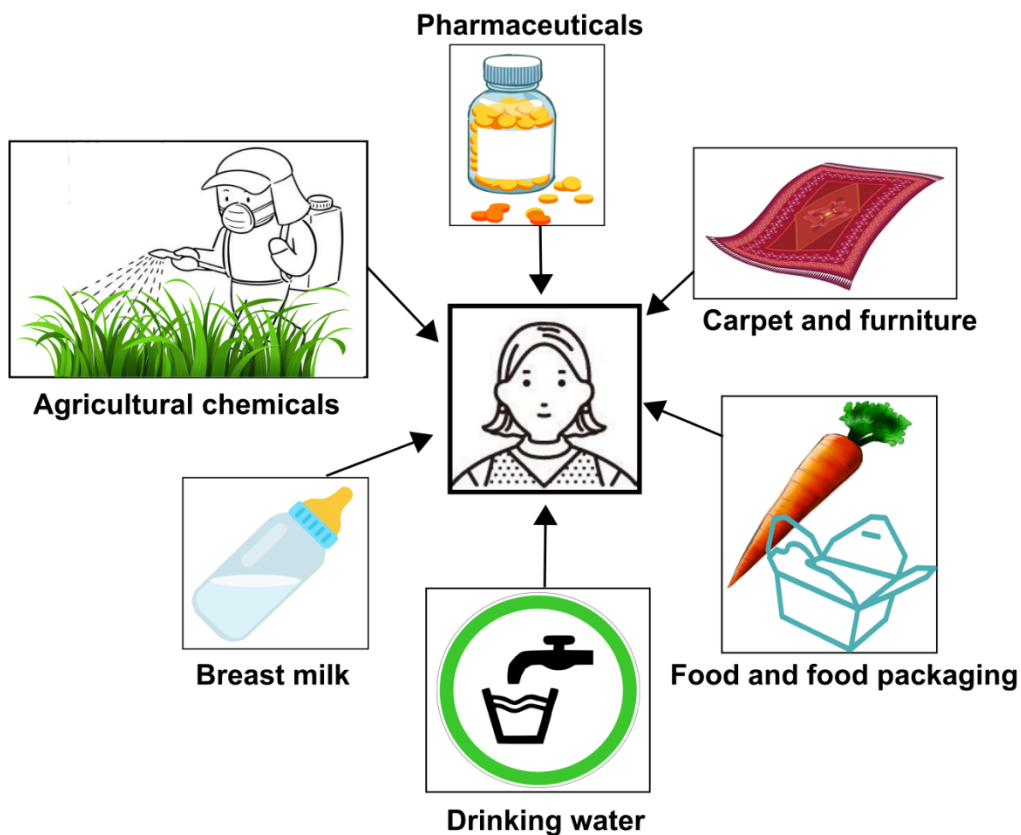 Pharmaceuticals
Carpet and furniture
Agricultural chemicals
Breast milk
Food and food packaging
Drinking water